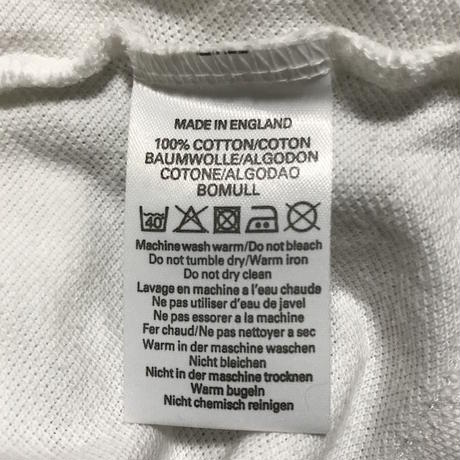 MADE IN ENGLAND
100% COTTON/COTON
BAUMWOLLE/ALGODON
COTONE/ALGODAO
BOMULL
40°
Machine wash warm/Do not bleach
Do not tumble dry/Warm iron
Do not dry clean
Lavage en machine a l'eau chaude
Ne pas utiliser d'eau de javel
Ne pas essorer a la machine
Fer chaud/Ne pas nettoyer a sec
Warm in der maschine waschen
Nicht bleichen
Nicht in der maschine trocknen
Warm bugeln
Nicht chemisch reinigen